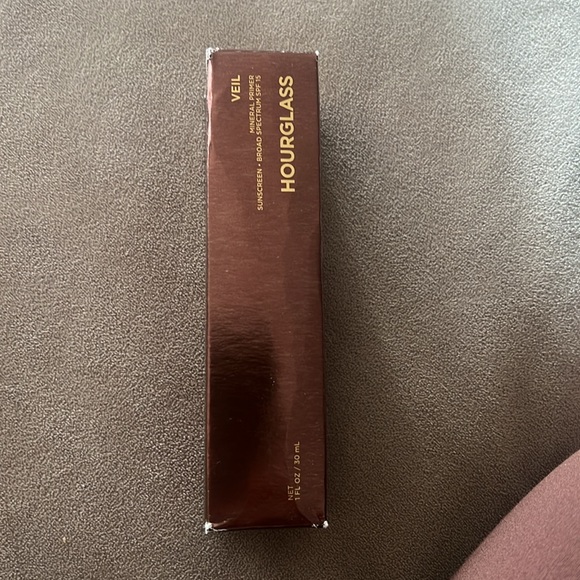 VEIL
MINERAL PRIMER
SUNSCREEN • BROAD SPECTRUM SPF 15
HOURGLASS
NET
1 FL OZ / 30 mL